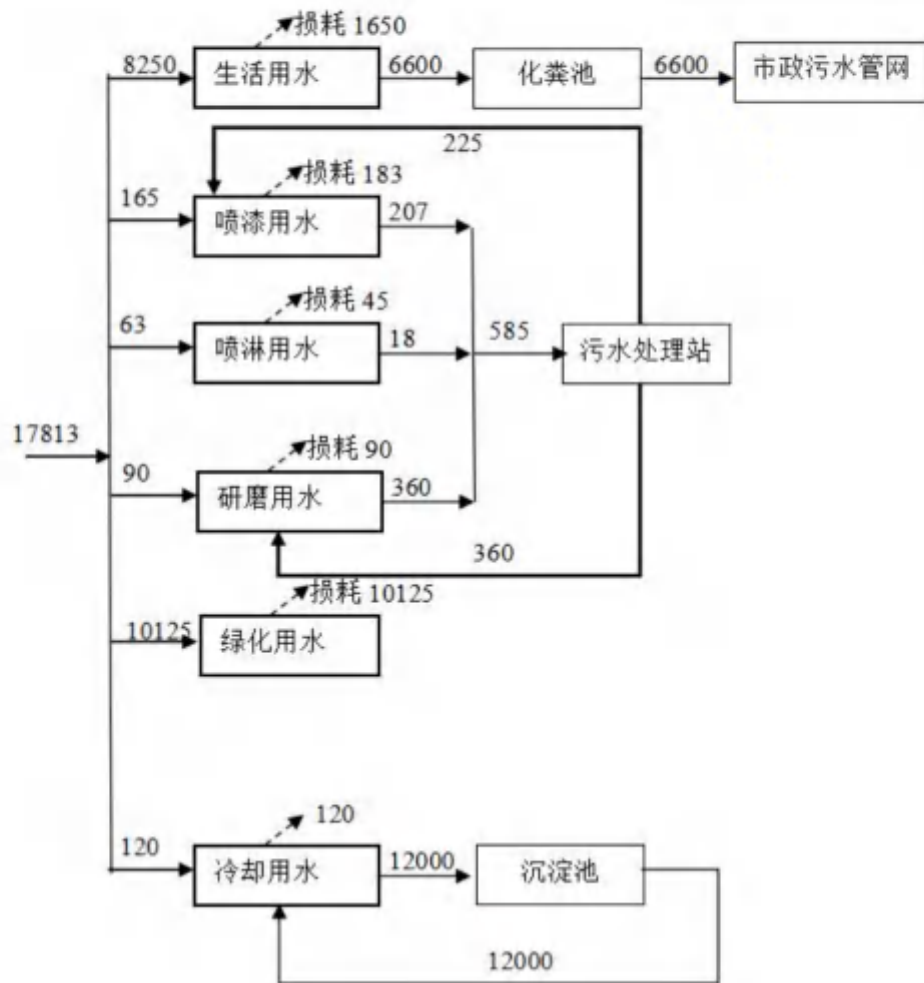 损耗 1650
8250
生活用水
6600
化粪池
6600
市政污水管网
225
损耗 183
165
喷漆用水
207
损耗 45
63
喷淋用水
18
585
污水处理站
17813
损耗 90
90
研磨用水
360
360
损耗 10125
10125
绿化用水
120
120
冷却用水
12000
沉淀池
12000